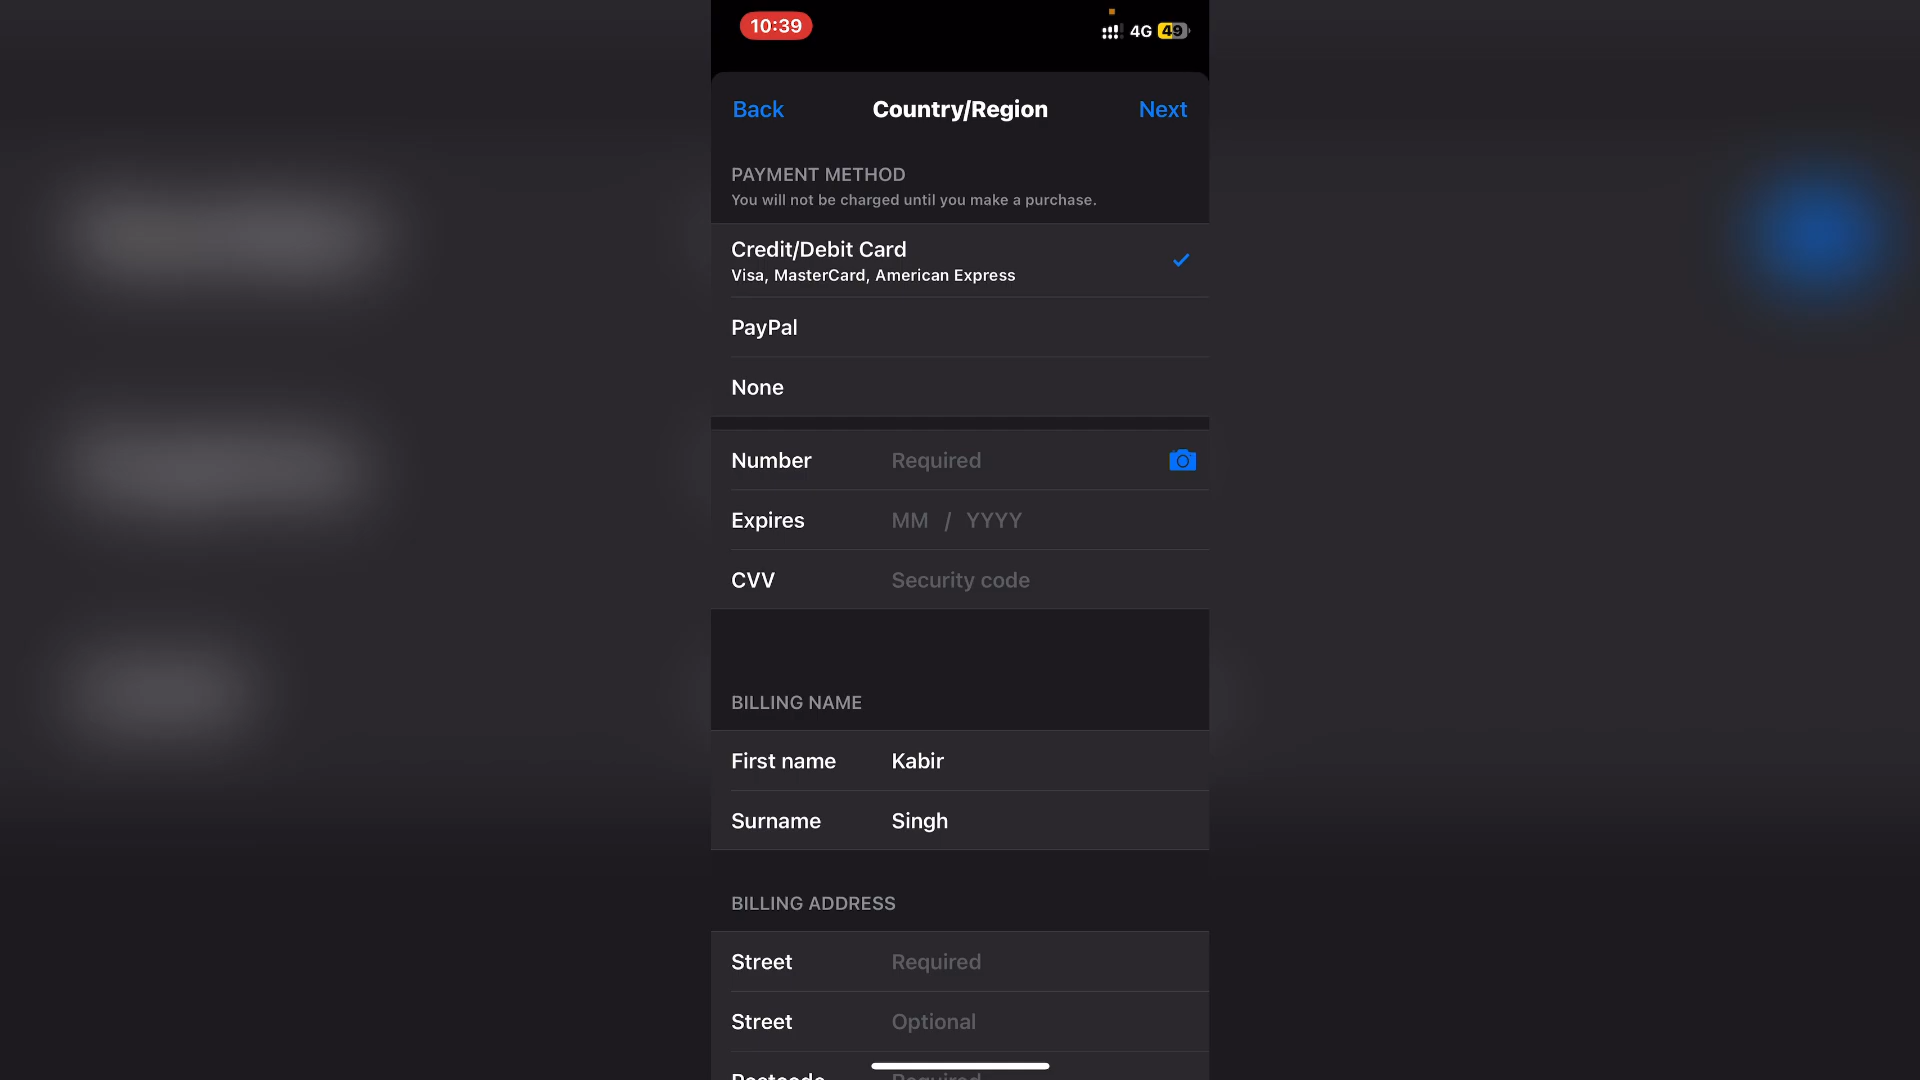 10:39
4G 49
Back Country/Region Next
PAYMENT METHOD
You will not be charged until you make a purchase.
Credit/Debit Card
Visa, MasterCard, American Express
PayPal
None
Number Required
Expires MM / YYYY
CVV Security code
BILLING NAME
First name Kabir
Surname Singh
BILLING ADDRESS
Street Required
Street Optional
Postcode Required